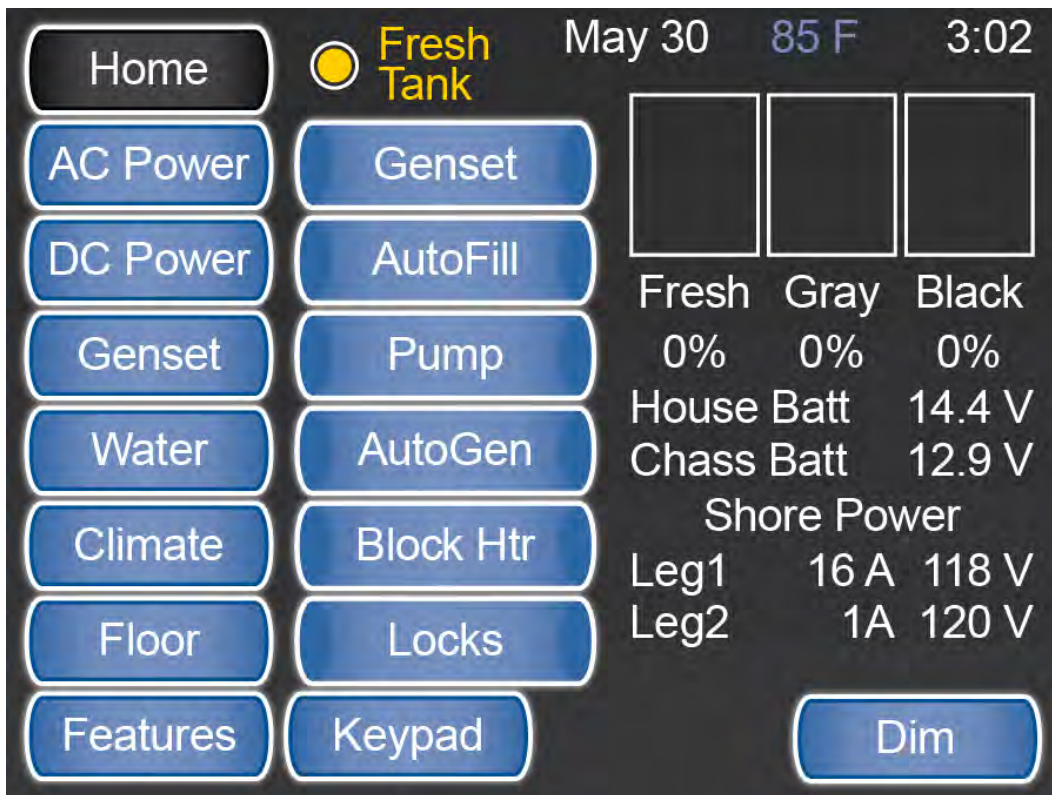 Home
AC Power
DC Power
Genset
Water
Climate
Floor
Features
Fresh
Tank
Genset
AutoFill
Pump
AutoGen
Block Htr
Locks
Keypad
May 30 85 F 3:02
Fresh Gray Black
0% 0% 0%
House Batt 14.4 V
Chass Batt 12.9 V
Shore Power
Leg1 16 A 118 V
Leg2 1A 120 V
Dim